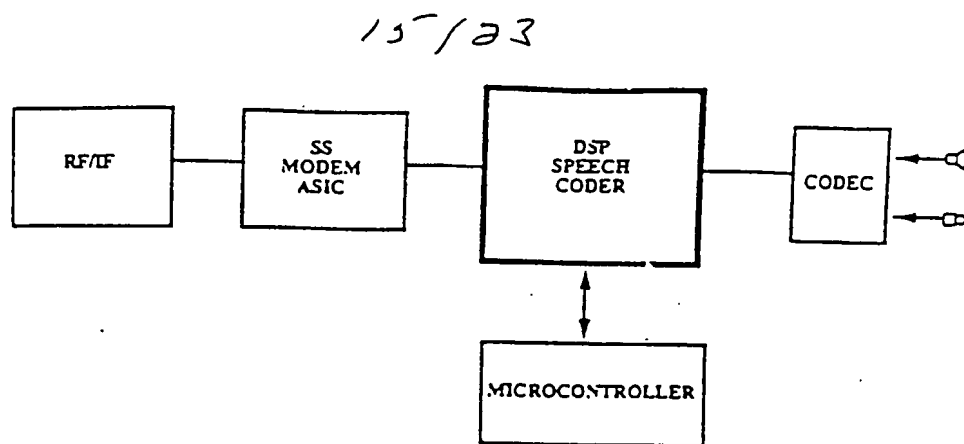 15/23
RF/IF
SS
MODEM
ASIC
DSP
SPEECH
CODER
CODEC
MICROCONTROLLER